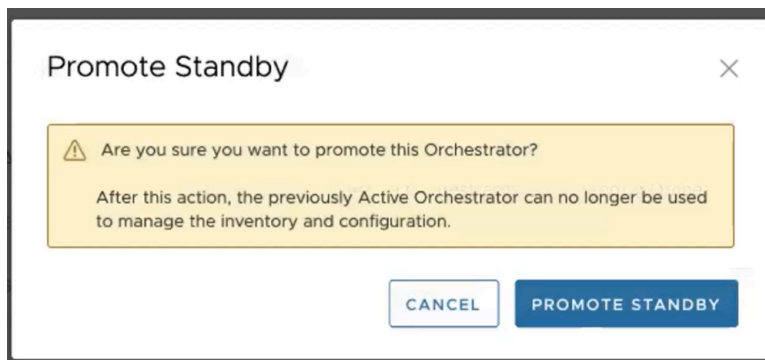 Promote Standby
Are you sure you want to promote this Orchestrator?
After this action, the previously Active Orchestrator can no longer be used
to manage the inventory and configuration.
CANCEL
PROMOTE STANDBY